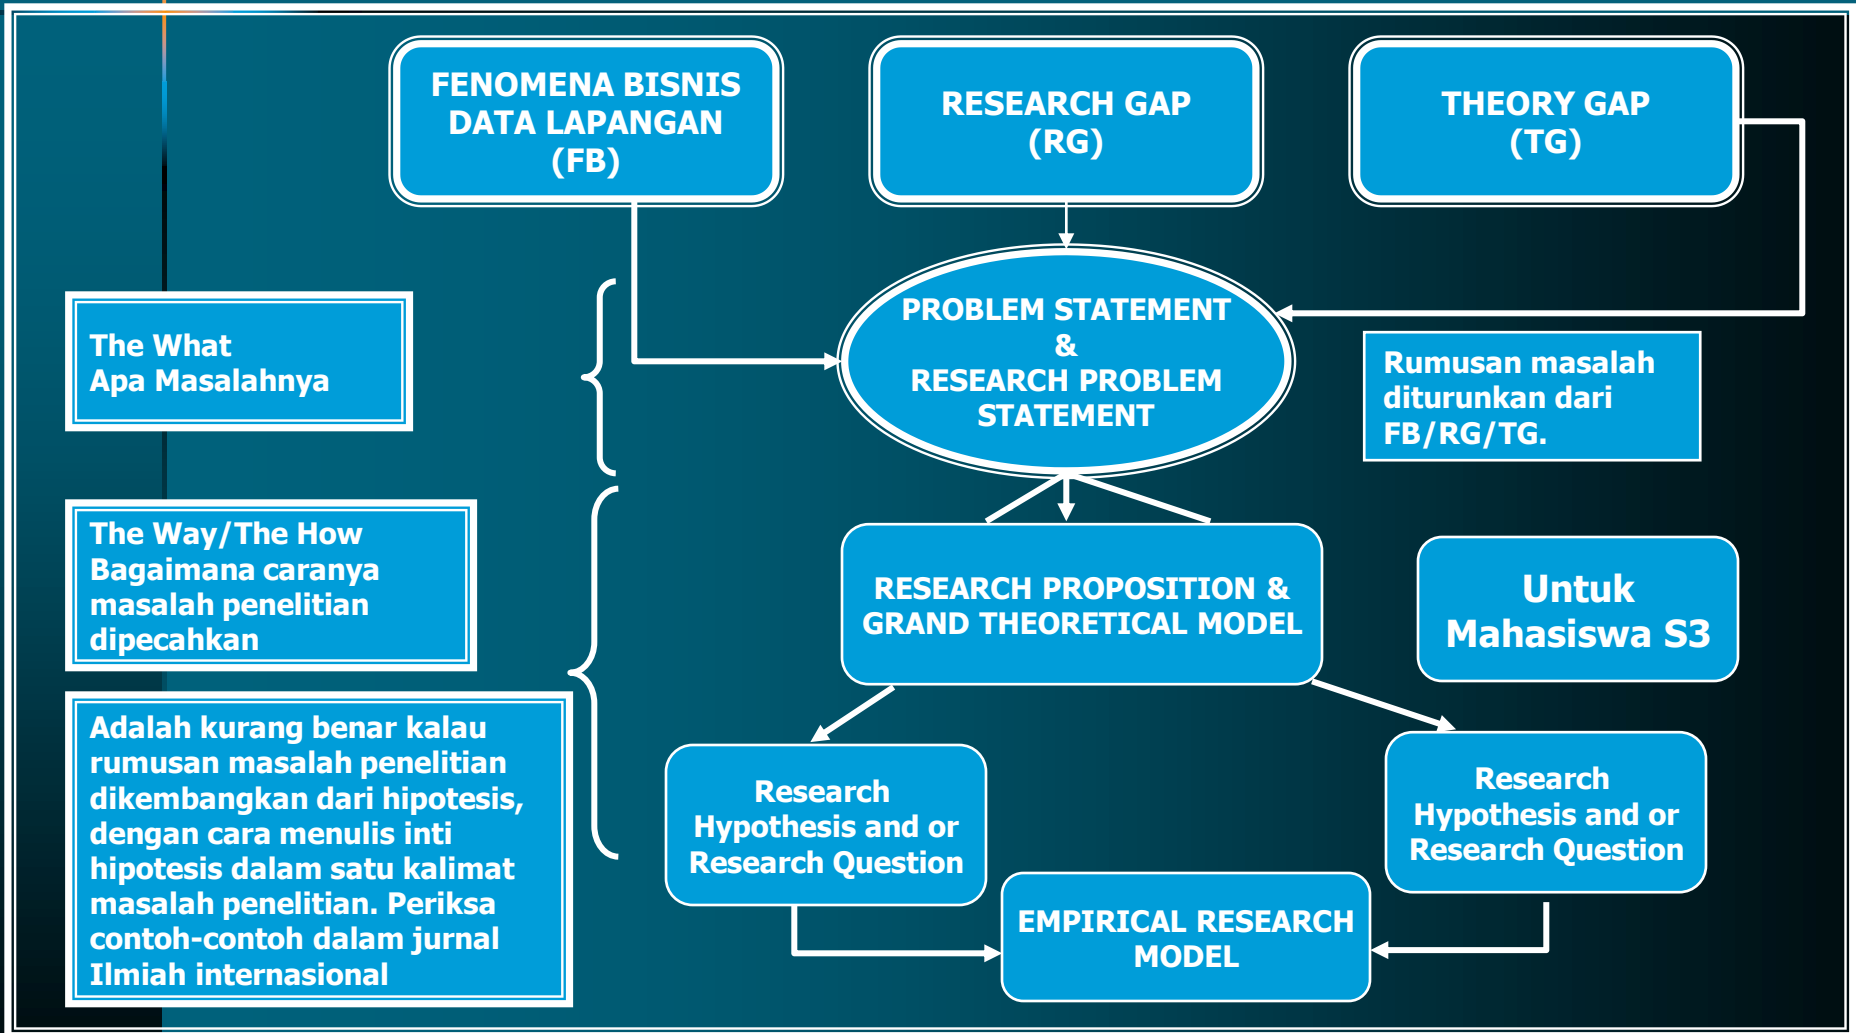 FENOMENA BISNIS
DATA LAPANGAN
(FB)
RESEARCH GAP
(RG)
THEORY GAP
(TG)
PROBLEM STATEMENT
&
RESEARCH PROBLEM
STATEMENT
The What
Apa Masalahnya
Rumusan masalah
diturunkan dari
FB/RG/TG.
The Way/The How
Bagaimana caranya
masalah penelitian
dipecahkan
RESEARCH PROPOSITION &
GRAND THEORETICAL MODEL
Untuk
Mahasiswa S3
Adalah kurang benar kalau
rumusan masalah penelitian
dikembangkan dari hipotesis,
dengan cara menulis inti
hipotesis dalam satu kalimat
masalah penelitian. Periksa
contoh-contoh dalam jurnal
Ilmiah internasional
Research
Hypothesis and or
Research Question
Research
Hypothesis and or
Research Question
EMPIRICAL RESEARCH
MODEL